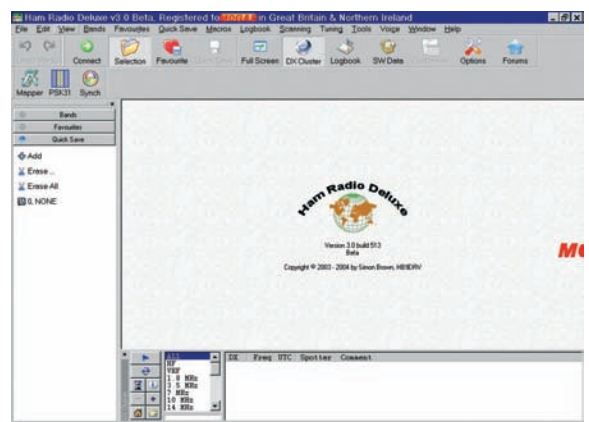 Ham Radio Deluxe v3.0 Beta, Registered to in Great Britain & Northern Ireland
File Edit View Bands Favourites Quick Save Macros Logbook Scanning Tuning Tools Voice Window Help
Connect Selection Favourite Full Screen DX Cluster Logbook SW Data Options Forums
Mapper PSK31 Synch
Bands
Favourites
Quick Save
Add
Erase ...
Erase All
0, NONE
Ham Radio Deluxe
Version 3.0 build 513
Beta
Copyright © 2003 - 2004 by Simon Brown, HB9DRV
All
HF
VHF
1.8 MHz
3.5 MHz
7 MHz
10 MHz
14 MHz
DX Freq UTC Spotter Comment